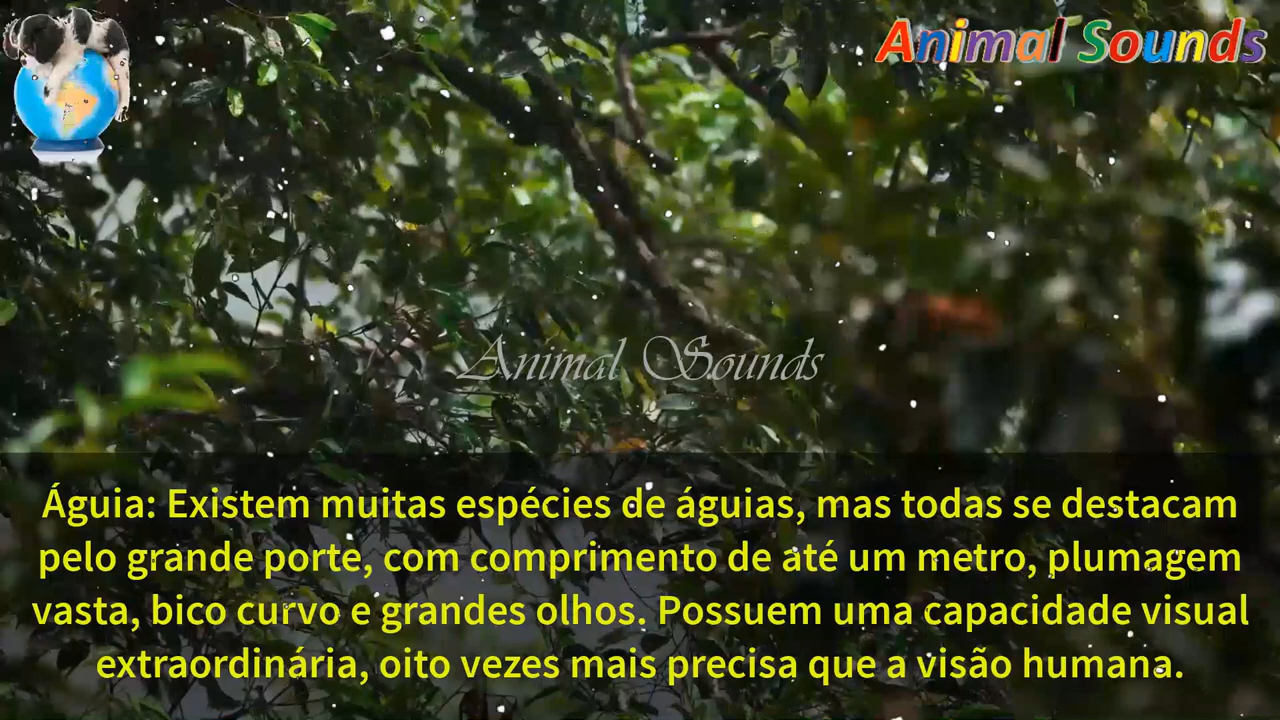 Animal Sounds
Animal Sounds
Águia: Existem muitas espécies de águias, mas todas se destacam
pelo grande porte, com comprimento de até um metro, plumagem
vasta, bico curvo e grandes olhos. Possuem uma capacidade visual
extraordinária, oito vezes mais precisa que a visão humana.